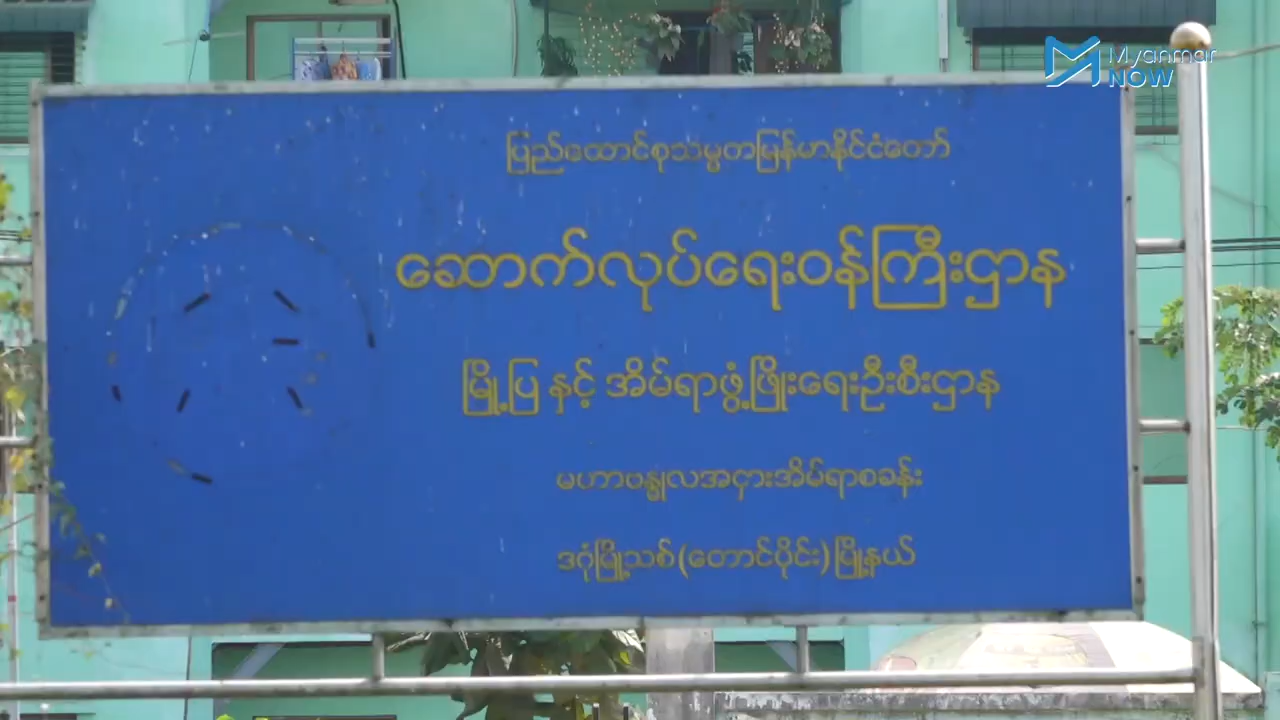 Myanmar
NOW
ပြည်ထောင်စုသမ္မတမြန်မာနိုင်ငံတော်
ဆောက်လုပ်ရေးဝန်ကြီးဌာန
မြို့ပြ နှင့် အိမ်ရာဖွံ့ဖြိုးရေးဦးစီးဌာန
မဟာဗန္ဓုလအငှားအိမ်ရာစခန်း
ဒဂုံမြို့သစ်(တောင်ပိုင်း)မြို့နယ်